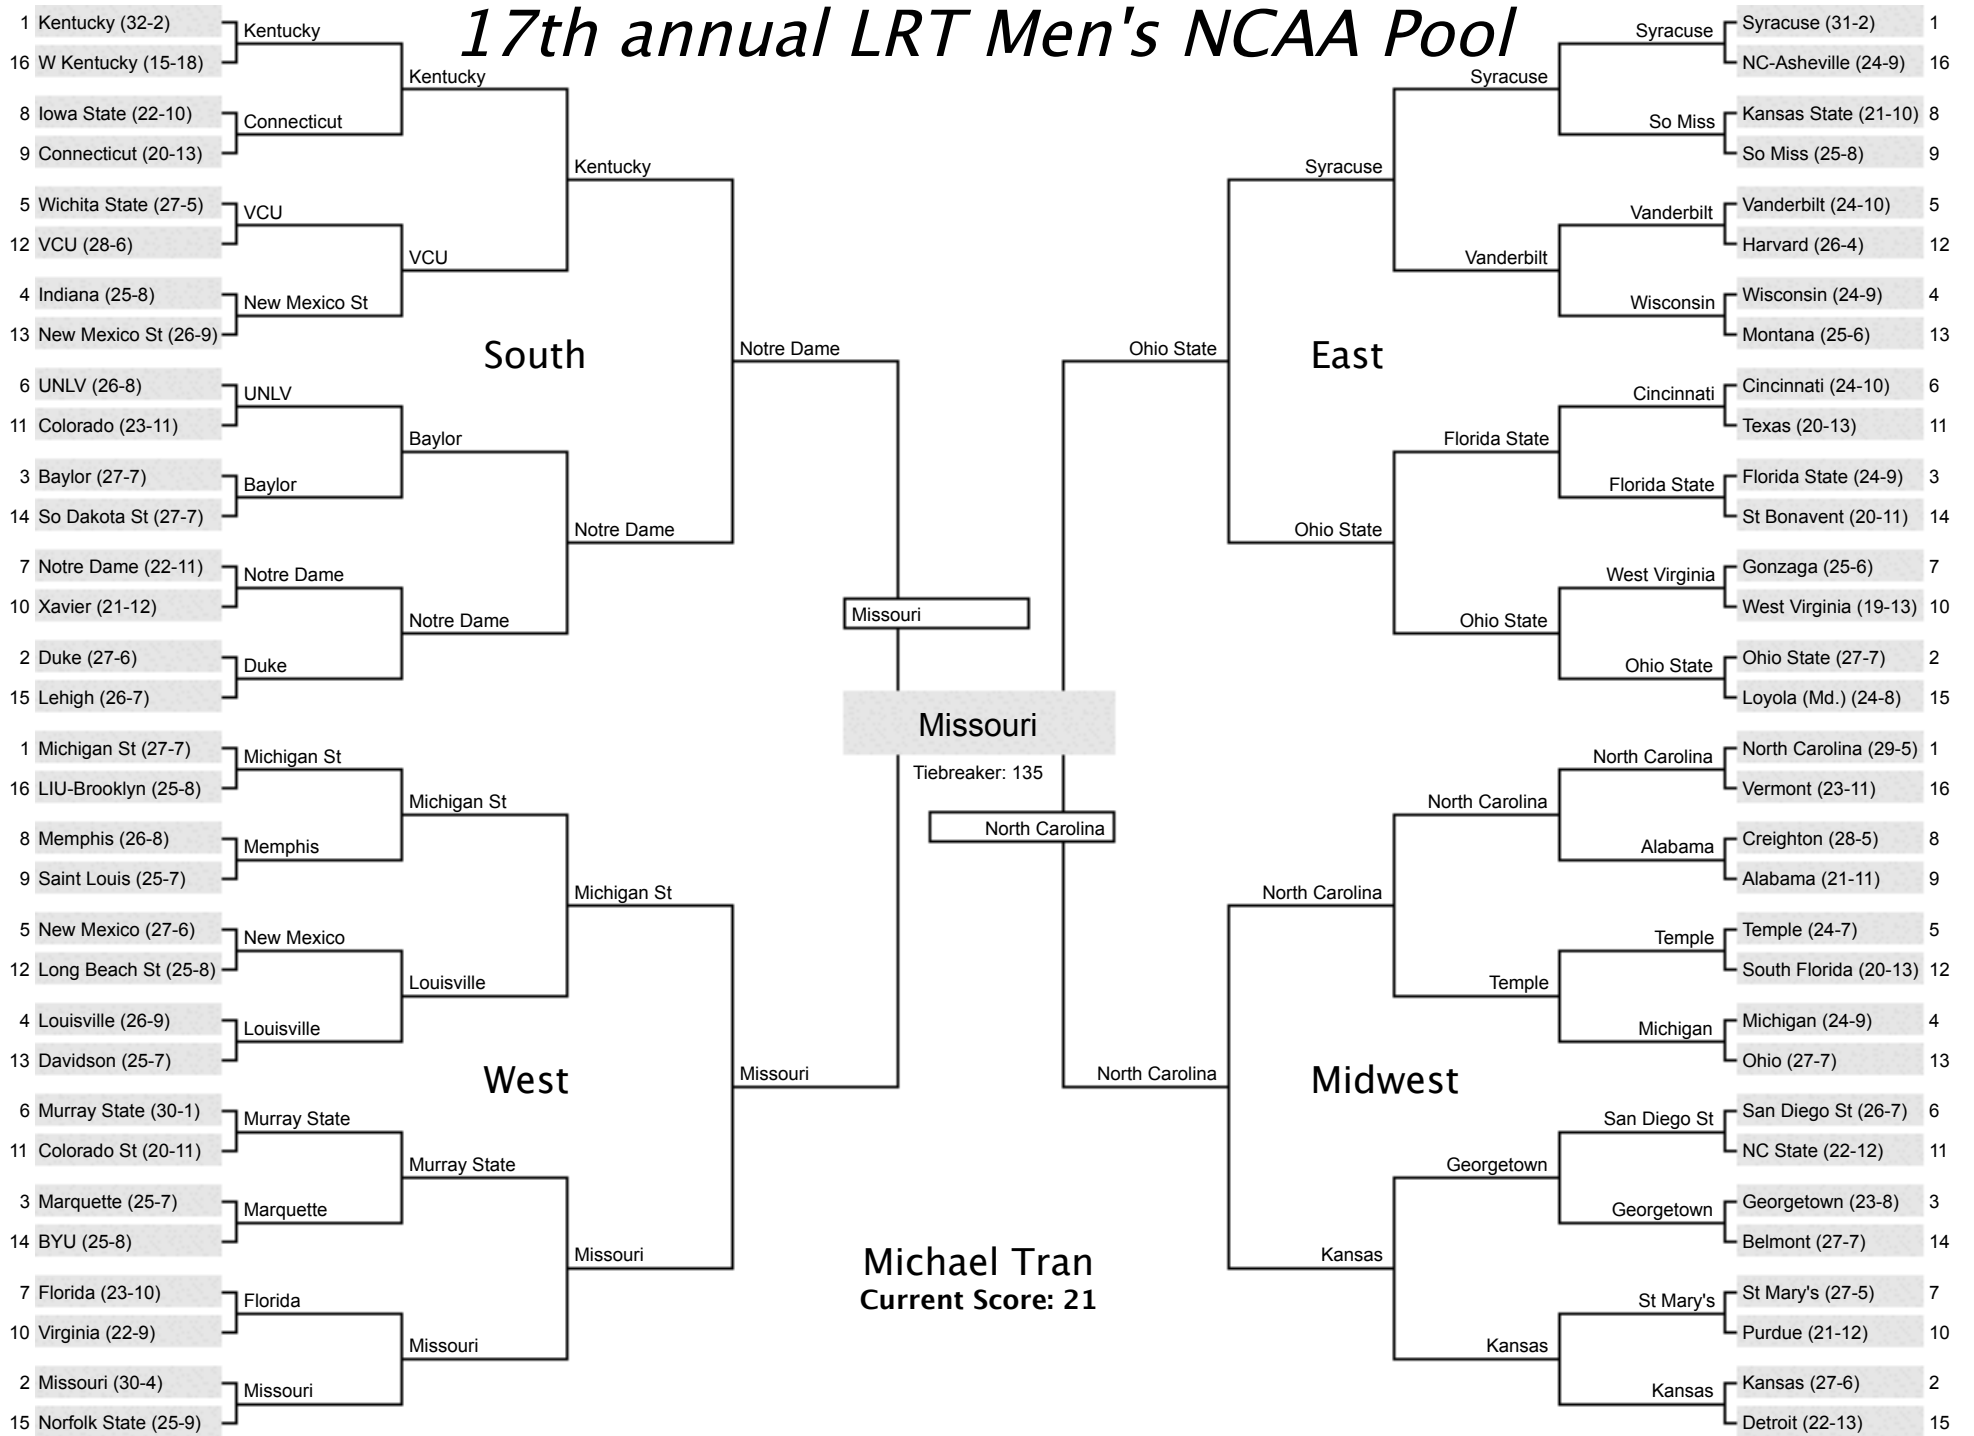 17th annual LRT Men's NCAA Pool
1 Kentucky (32-2)
16 W Kentucky (15-18)
8 Iowa State (22-10)
9 Connecticut (20-13)
5 Wichita State (27-5)
12 VCU (28-6)
4 Indiana (25-8)
13 New Mexico St (26-9)
6 UNLV (26-8)
11 Colorado (23-11)
3 Baylor (27-7)
14 So Dakota St (27-7)
7 Notre Dame (22-11)
10 Xavier (21-12)
2 Duke (27-6)
15 Lehigh (26-7)
Kentucky
Connecticut
VCU
New Mexico St
UNLV
Baylor
Notre Dame
Duke
Kentucky
VCU
Baylor
Notre Dame
Kentucky
Notre Dame
Notre Dame
South
1 Michigan St (27-7)
16 LIU-Brooklyn (25-8)
8 Memphis (26-8)
9 Saint Louis (25-7)
5 New Mexico (27-6)
12 Long Beach St (25-8)
4 Louisville (26-9)
13 Davidson (25-7)
6 Murray State (30-1)
11 Colorado St (20-11)
3 Marquette (25-7)
14 BYU (25-8)
7 Florida (23-10)
10 Virginia (22-9)
2 Missouri (30-4)
15 Norfolk State (25-9)
Michigan St
Memphis
New Mexico
Louisville
Murray State
Marquette
Florida
Missouri
Michigan St
Louisville
Murray State
Missouri
Michigan St
Missouri
Missouri
West
Missouri
Missouri
Tiebreaker: 135
North Carolina
Michael Tran
Current Score: 21
Syracuse (31-2) 1
NC-Asheville (24-9) 16
Kansas State (21-10) 8
So Miss (25-8) 9
Vanderbilt (24-10) 5
Harvard (26-4) 12
Wisconsin (24-9) 4
Montana (25-6) 13
Cincinnati (24-10) 6
Texas (20-13) 11
Florida State (24-9) 3
St Bonavent (20-11) 14
Gonzaga (25-6) 7
West Virginia (19-13) 10
Ohio State (27-7) 2
Loyola (Md.) (24-8) 15
Syracuse
So Miss
Vanderbilt
Wisconsin
Cincinnati
Florida State
West Virginia
Ohio State
Syracuse
Vanderbilt
Florida State
Ohio State
Syracuse
Ohio State
Ohio State
East
North Carolina (29-5) 1
Vermont (23-11) 16
Creighton (28-5) 8
Alabama (21-11) 9
Temple (24-7) 5
South Florida (20-13) 12
Michigan (24-9) 4
Ohio (27-7) 13
San Diego St (26-7) 6
NC State (22-12) 11
Georgetown (23-8) 3
Belmont (27-7) 14
St Mary's (27-5) 7
Purdue (21-12) 10
Kansas (27-6) 2
Detroit (22-13) 15
North Carolina
Alabama
Temple
Michigan
San Diego St
Georgetown
St Mary's
Kansas
North Carolina
Temple
Georgetown
Kansas
North Carolina
Kansas
North Carolina
Midwest